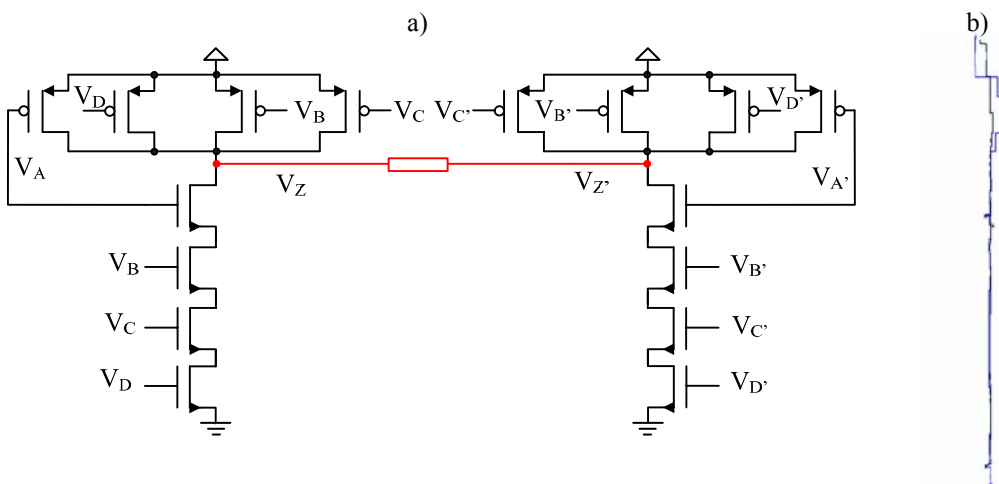 a)
b)
V_D V_B V_C V_C’ V_B’ V_D’
V_A V_Z V_Z’ V_A’
V_B V_B’
V_C V_C’
V_D V_D’